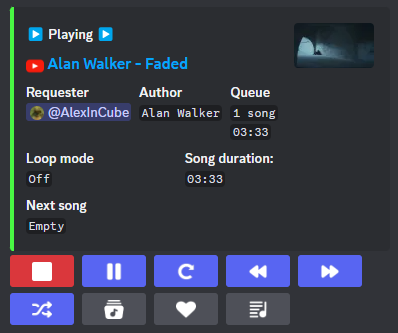 Playing
Alan Walker - Faded
Requester Author Queue
@AlexInCube Alan Walker 1 song
03:33
Loop mode Song duration:
Off 03:33
Next song
Empty